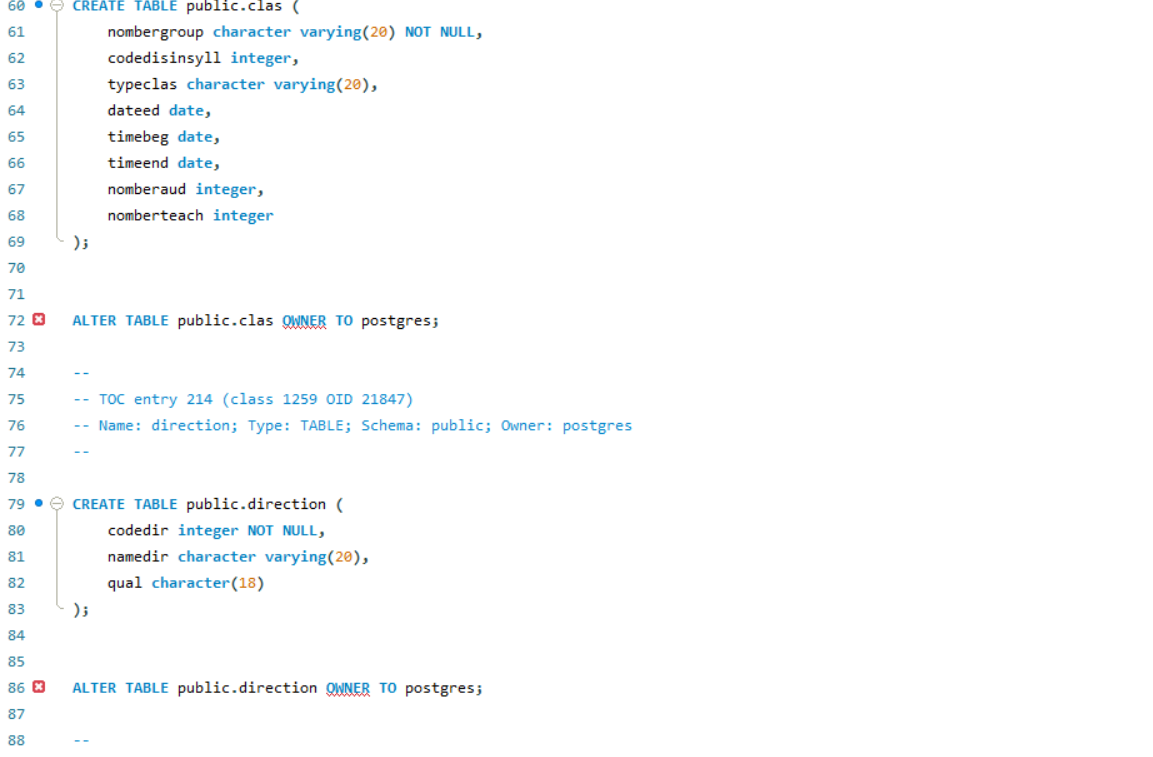 60 CREATE TABLE public.clas (
61 nombergroup character varying(20) NOT NULL,
62 codedisinsyll integer,
63 typeclas character varying(20),
64 dateed date,
65 timebeg date,
66 timeend date,
67 nomberaud integer,
68 nomberteach integer
69 );
70
71
72 ALTER TABLE public.clas OWNER TO postgres;
73
74 --
75 -- TOC entry 214 (class 1259 OID 21847)
76 -- Name: direction; Type: TABLE; Schema: public; Owner: postgres
77 --
78
79 CREATE TABLE public.direction (
80 codedir integer NOT NULL,
81 namedir character varying(20),
82 qual character(18)
83 );
84
85
86 ALTER TABLE public.direction OWNER TO postgres;
87
88 --